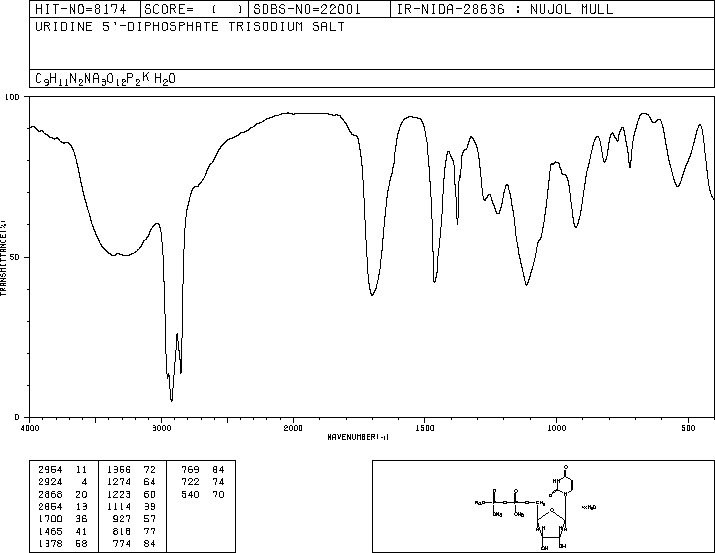 HIT-NO=8174 SCORE= ( ) SDBS-NO=22001 IR-NIDA-28636 : NUJOL MULL
URIDINE 5'-DIPHOSPHATE TRISODIUM SALT
C9H11N2NA3O12P2 K H2O
100
50
0
TRANSMITTANCE(%)
4000 3000 2000 1500 1000
WAVENUMBER(-1)
2954 11 1366 72 769 84
2924 4 1274 64 722 74
2868 20 1223 60 540 70
2854 13 1114 39
1700 36 927 57
1465 41 818 77
1378 58 774 84